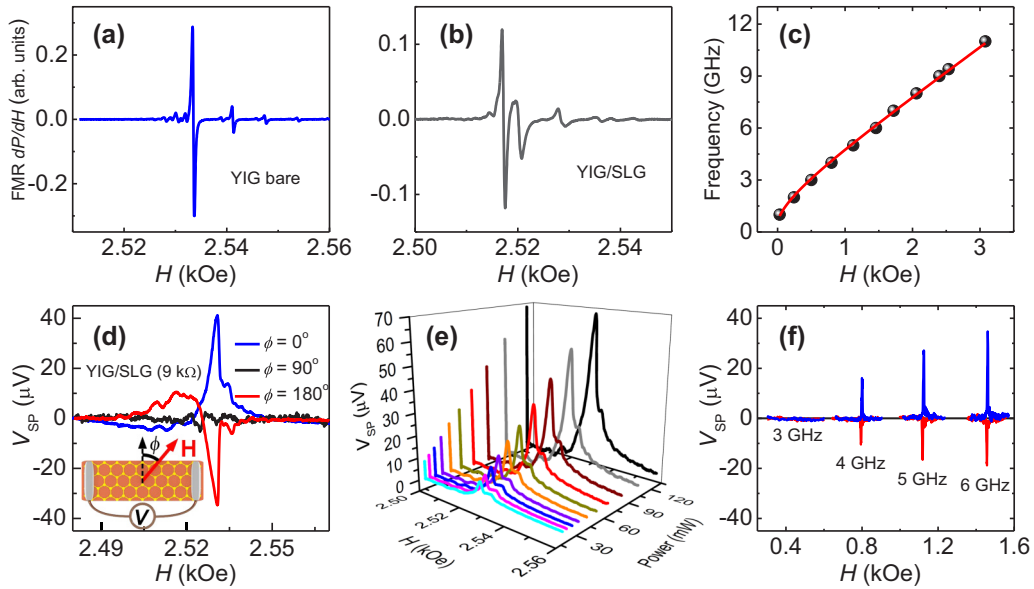 (a)
FMR dP/dH (arb. units)
0.2
0.0
-0.2
YIG bare
2.52
2.54
2.56
H (kOe)
(b)
0.1
0.0
-0.1
YIG/SLG
2.50
2.52
2.54
H (kOe)
(c)
Frequency (GHz)
12
9
6
3
0
0
1
2
3
H (kOe)
(d)
V_SP (μV)
40
20
0
-20
-40
YIG/SLG (9 kΩ)
ϕ = 0°
ϕ = 90°
ϕ = 180°
ϕ
H
V
2.49
2.52
2.55
H (kOe)
(e)
V_SP (μV)
70
60
50
40
30
20
10
0
2.50
2.52
2.54
2.56
H (kOe)
30
60
90
120
Power (mW)
(f)
V_SP (μV)
40
20
0
-20
-40
3 GHz
4 GHz
5 GHz
6 GHz
0.4
0.8
1.2
1.6
H (kOe)